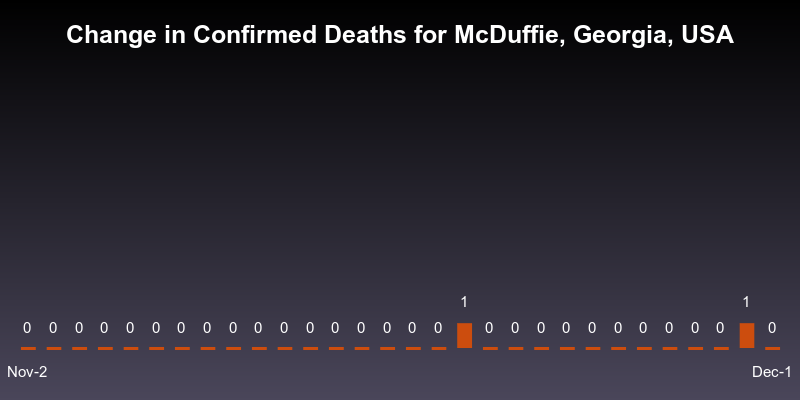 Change in Confirmed Deaths for McDuffie, Georgia, USA
0 0 0 0 0 0 0 0 0 0 0 0 0 0 0 0 0 1 0 0 0 0 0 0 0 0 0 0 1 0
Nov-2 Dec-1